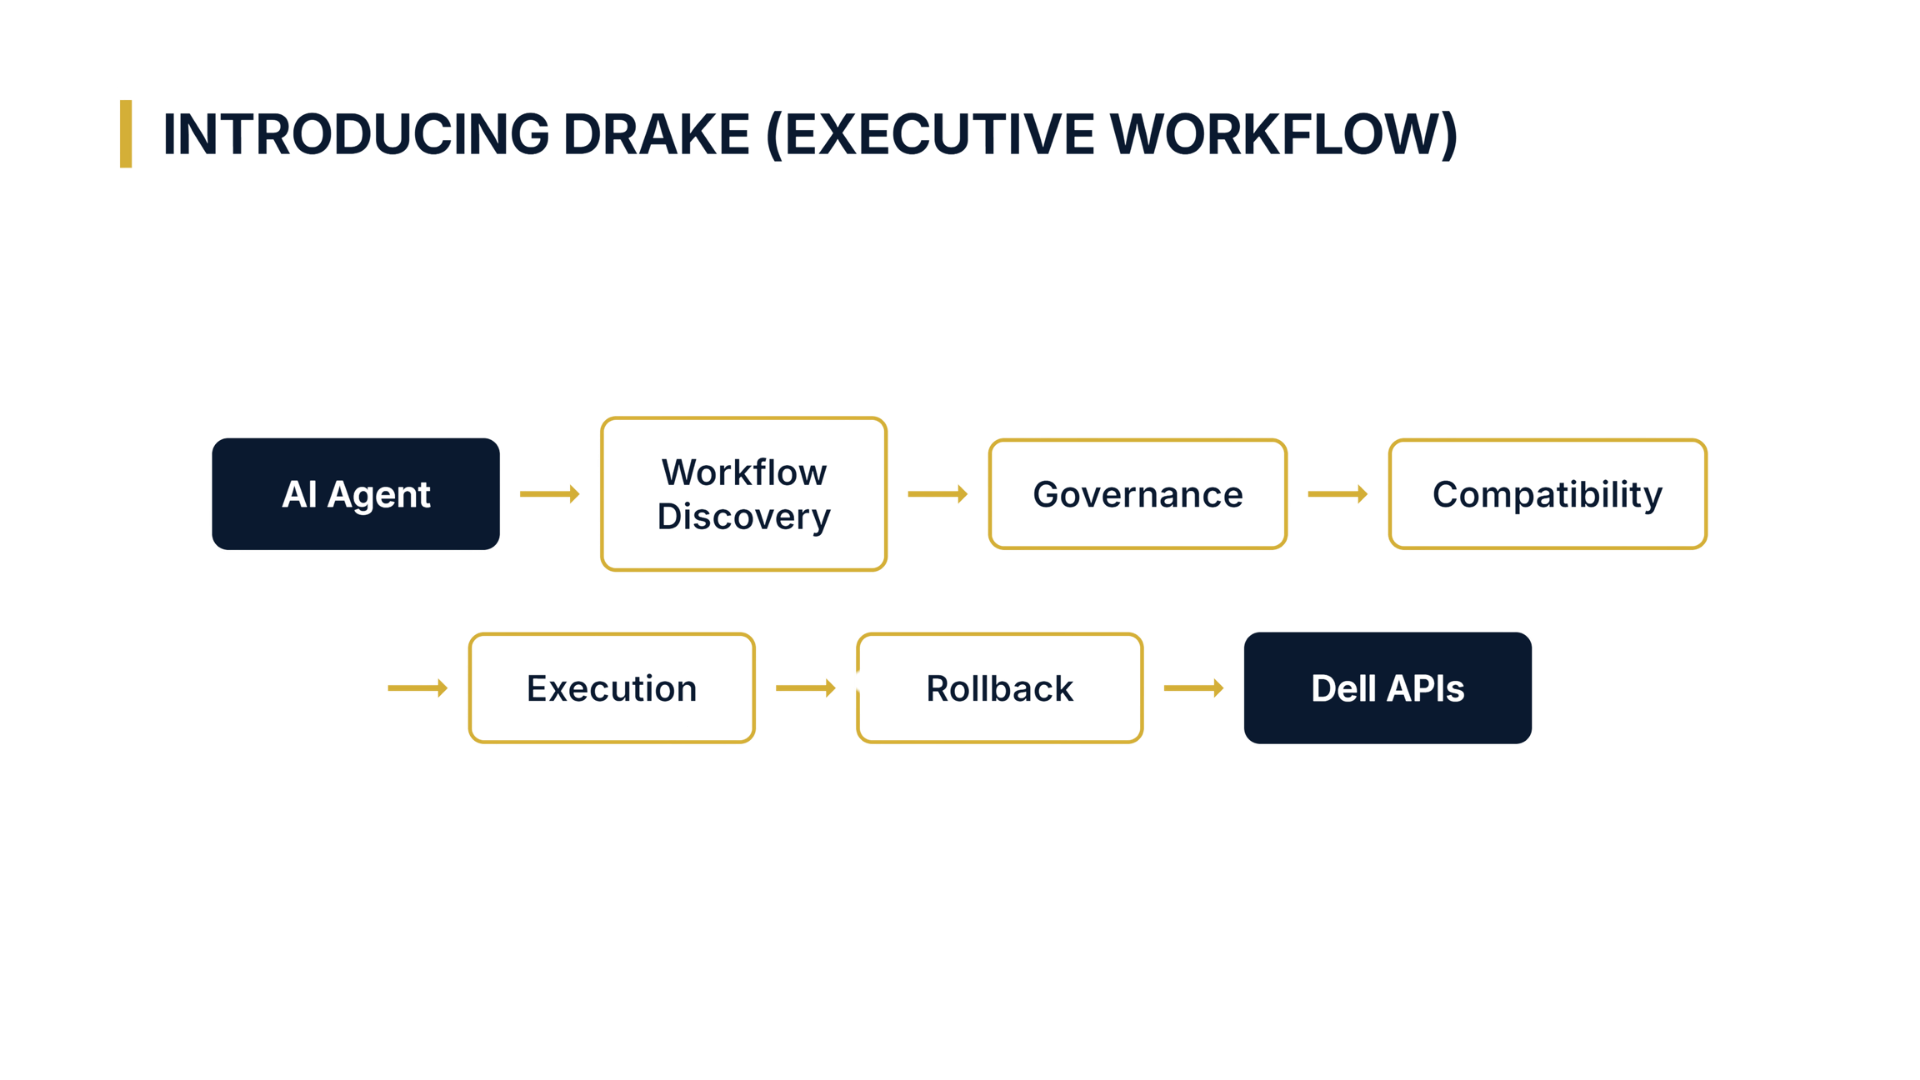 INTRODUCING DRAKE (EXECUTIVE WORKFLOW)
AI Agent
Workflow
Discovery
Governance
Compatibility
Execution
Rollback
Dell APIs